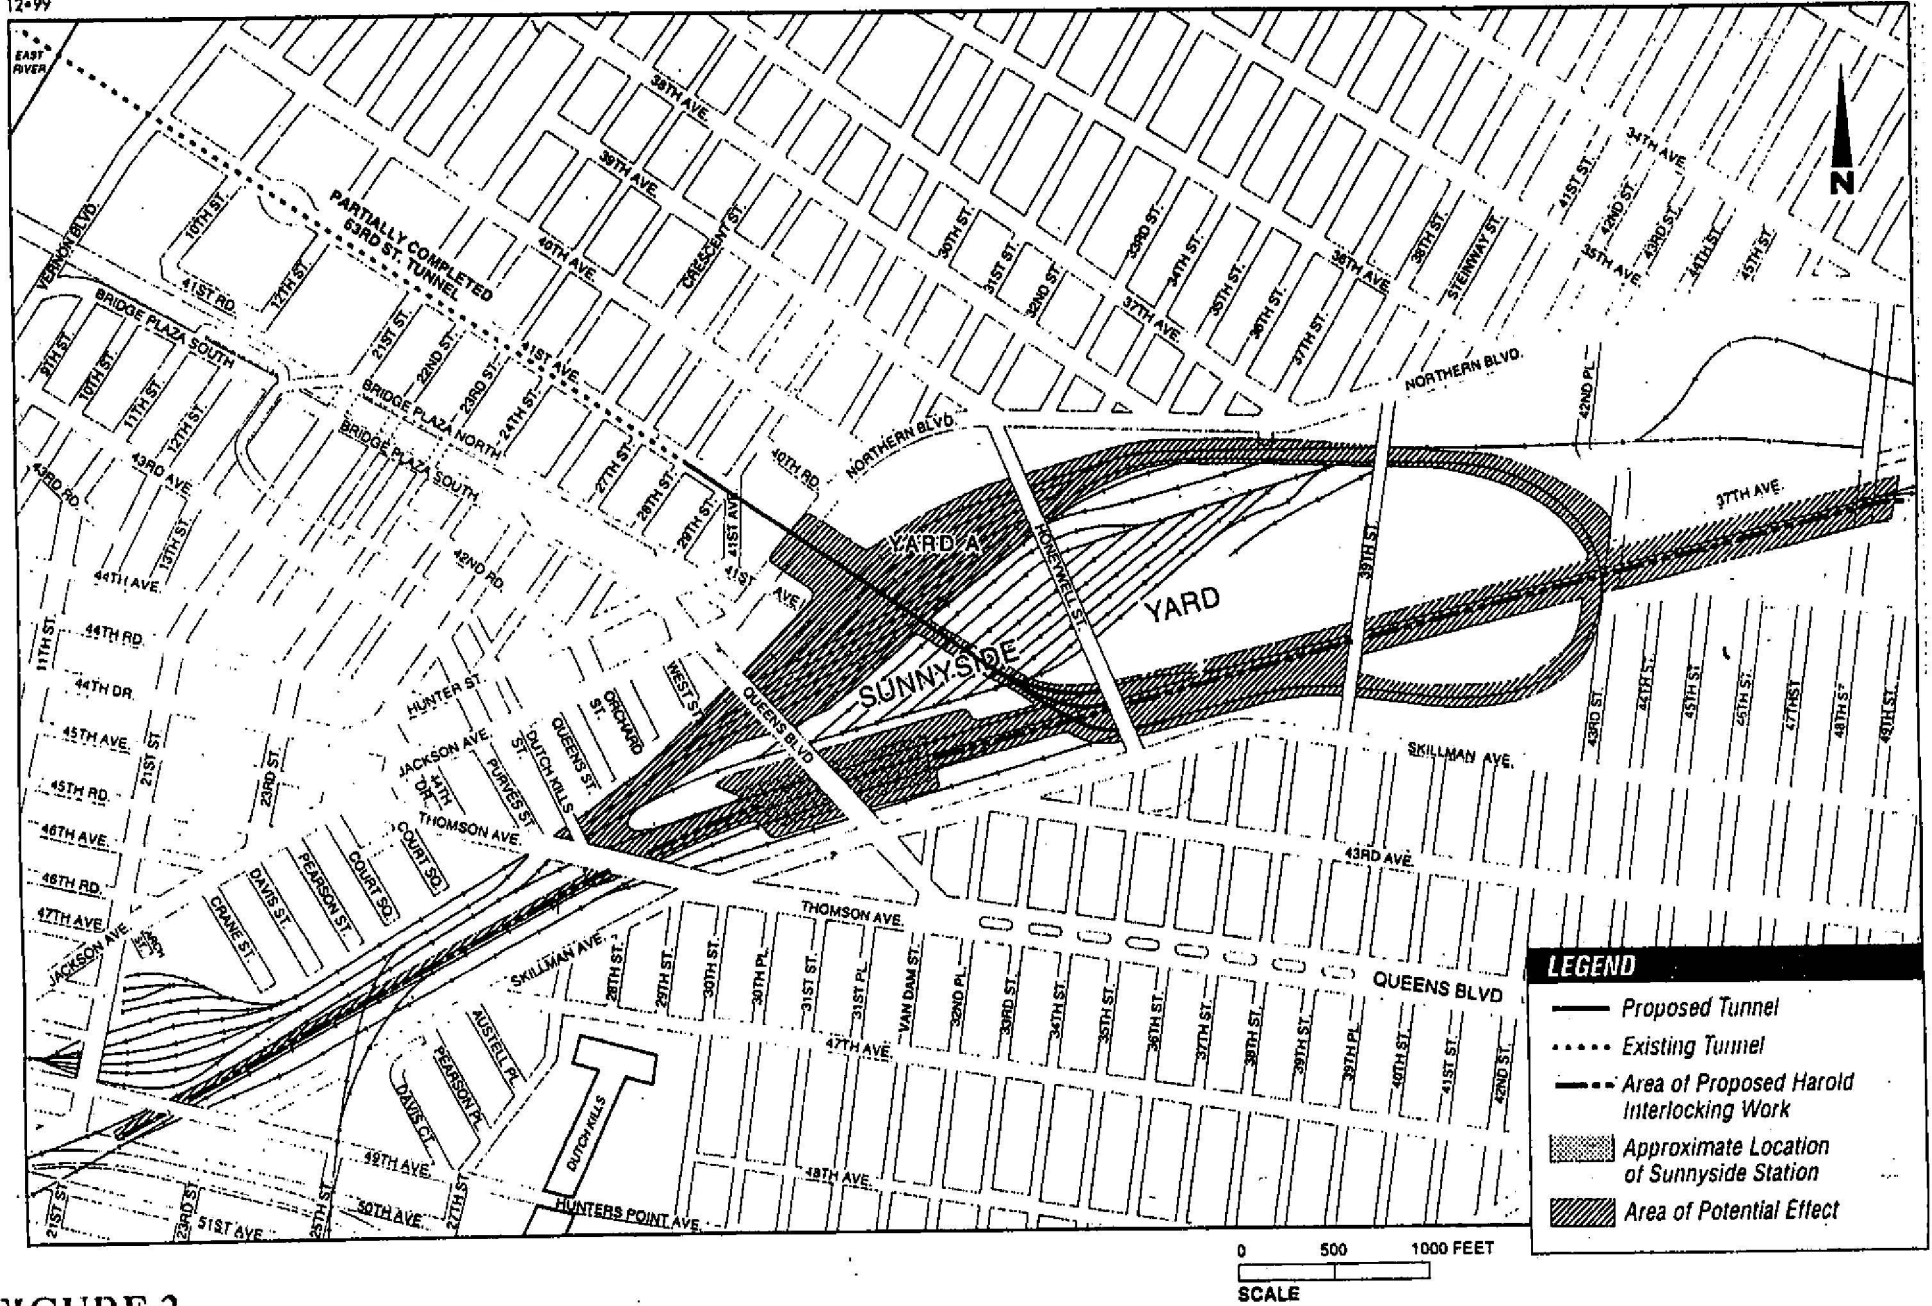 12•99
EAST
RIVER
38TH AVE.
39TH AVE.
34TH AVE.
N
PARTIALLY COMPLETED
63RD ST. TUNNEL
VERNON BLVD.
10TH ST.
12TH ST.
41ST RD.
40TH AVE.
CRESCENT ST.
30TH ST.
31ST ST.
32ND ST.
33RD ST.
34TH ST.
35TH ST.
36TH ST.
37TH ST.
37TH AVE.
36TH AVE.
38TH ST.
STEINWAY ST.
41ST ST.
42ND ST.
43RD ST.
44TH ST.
45TH ST.
35TH AVE.
BRIDGE PLAZA SOUTH
9TH ST.
10TH ST.
11TH ST.
12TH ST.
21ST ST.
22ND ST.
23RD ST.
24TH ST.
41ST AVE.
BRIDGE PLAZA NORTH
BRIDGE PLAZA SOUTH
NORTHERN BLVD.
NORTHERN BLVD.
42ND PL.
43RD AVE.
43RD RD.
13TH ST.
27TH ST.
28TH ST.
29TH ST.
41ST AVE.
40TH RD.
41ST
AVE.
42ND RD.
44TH AVE.
YARD A
HONEYWELL ST.
39TH ST.
37TH AVE.
SUNNYSIDE
YARD
11TH ST.
44TH RD.
44TH DR.
45TH AVE.
45TH RD.
46TH AVE.
46TH RD.
47TH AVE.
21ST ST.
23RD ST.
HUNTER ST.
JACKSON AVE.
44TH
DR.
PURVES ST.
DUTCH KILLS
ST.
QUEENS ST.
ORCHARD
ST.
WEST ST.
QUEENS BLVD
THOMSON AVE.
43RD ST.
44TH ST.
45TH ST.
46TH ST.
47TH ST
48TH ST
49TH ST.
SKILLMAN AVE.
43RD AVE.
COURT SQ.
COURT SQ.
PEARSON ST.
DAVIS ST.
CRANE ST.
ARCH
ST.
JACKSON AVE.
THOMSON AVE.
SKILLMAN AVE.
28TH ST.
29TH ST.
30TH ST.
30TH PL.
31ST ST.
31ST PL.
VAN DAM ST.
32ND PL.
33RD ST.
34TH ST.
35TH ST.
36TH ST.
37TH ST.
38TH ST.
39TH ST.
39TH PL.
40TH ST.
41ST ST.
42ND ST.
QUEENS BLVD
47TH AVE.
AUSTELL PL.
PEARSON PL.
DAVIS CT.
DUTCH KILLS
49TH AVE.
48TH AVE.
50TH AVE.
51ST AVE.
HUNTERS POINT AVE.
21ST ST
23RD ST
25TH ST.
27TH ST.
LEGEND
Proposed Tunnel
Existing Tunnel
Area of Proposed Harold
Interlocking Work
Approximate Location
of Sunnyside Station
Area of Potential Effect
0 500 1000 FEET
SCALE
FIGURE 2